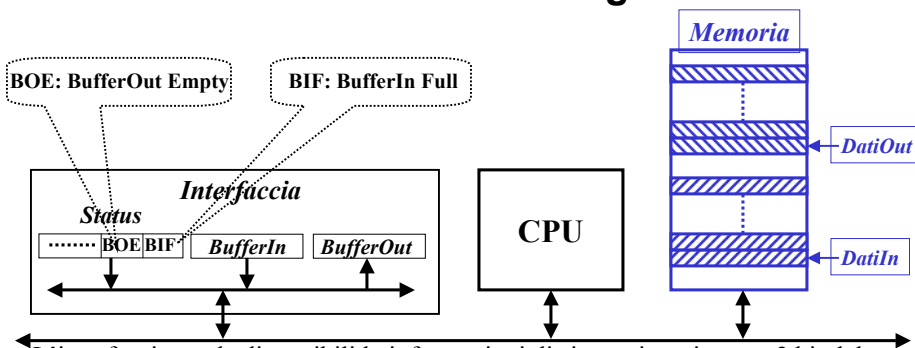 g
Memoria
BOE: BufferOut Empty
BIF: BufferIn Full
DatiOut
Interfaccia
Status
CPU
BOE BIF
BufferIn
BufferOut
DatiIn